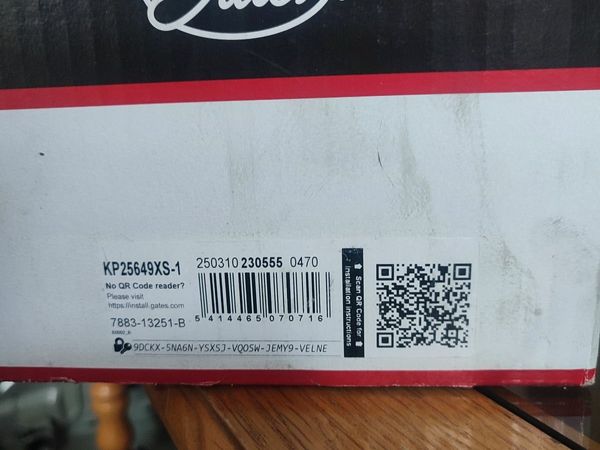 KP25649XS-1
250310 230555 0470
No QR Code reader?
Please visit
https://install.gates.com
7883-13251-B
5 414465 070716
Scan QR Code for
Installation instructions
9DCKX-5NA6N-YSXSJ-VQOSW-JEMY9-VELNE